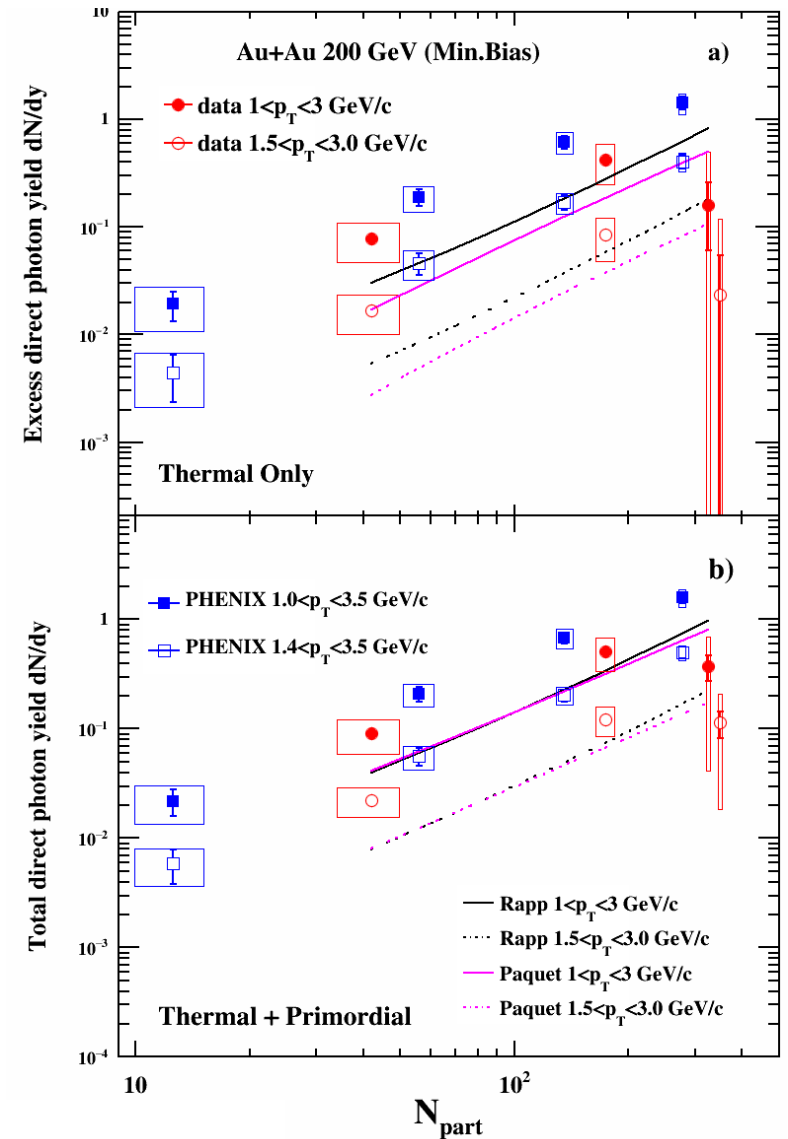 10
Au+Au 200 GeV (Min.Bias)
a)
data 1<p_T<3 GeV/c
data 1.5<p_T<3.0 GeV/c
1
10⁻¹
10⁻²
10⁻³
Excess direct photon yield dN/dy
Thermal Only
b)
PHENIX 1.0<p_T<3.5 GeV/c
PHENIX 1.4<p_T<3.5 GeV/c
1
10⁻¹
10⁻²
10⁻³
10⁻⁴
Total direct photon yield dN/dy
Rapp 1<p_T<3 GeV/c
Rapp 1.5<p_T<3.0 GeV/c
Paquet 1<p_T<3 GeV/c
Paquet 1.5<p_T<3.0 GeV/c
Thermal + Primordial
10
10²
N_part